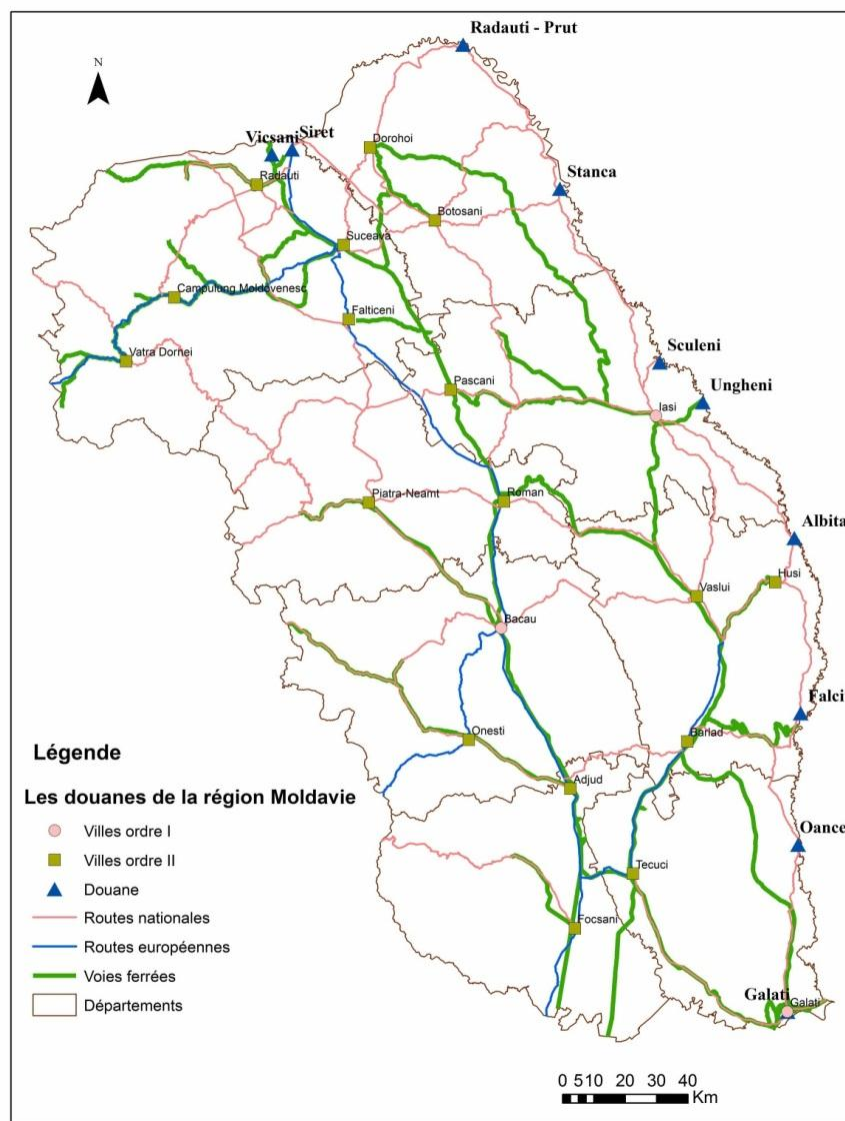 Radauti - Prut
N
Vicsani
Siret
Dorohoi
Radauti
Stanca
Botosani
Suceava
Campulung Moldovenesc
Falticeni
Sculeni
Vatra Dornei
Pascani
Ungheni
Iasi
Piatra-Neamt
Roman
Albita
Husi
Vaslui
Bacau
Falci
Onesti
Barlad
Légende
Adjud
Les douanes de la région Moldavie
Villes ordre I
Oance
Villes ordre II
Douane
Tecuci
Routes nationales
Focsani
Routes européennes
Voies ferrées
Galati
Galati
Départements
0 5 10 20 30 40
Km